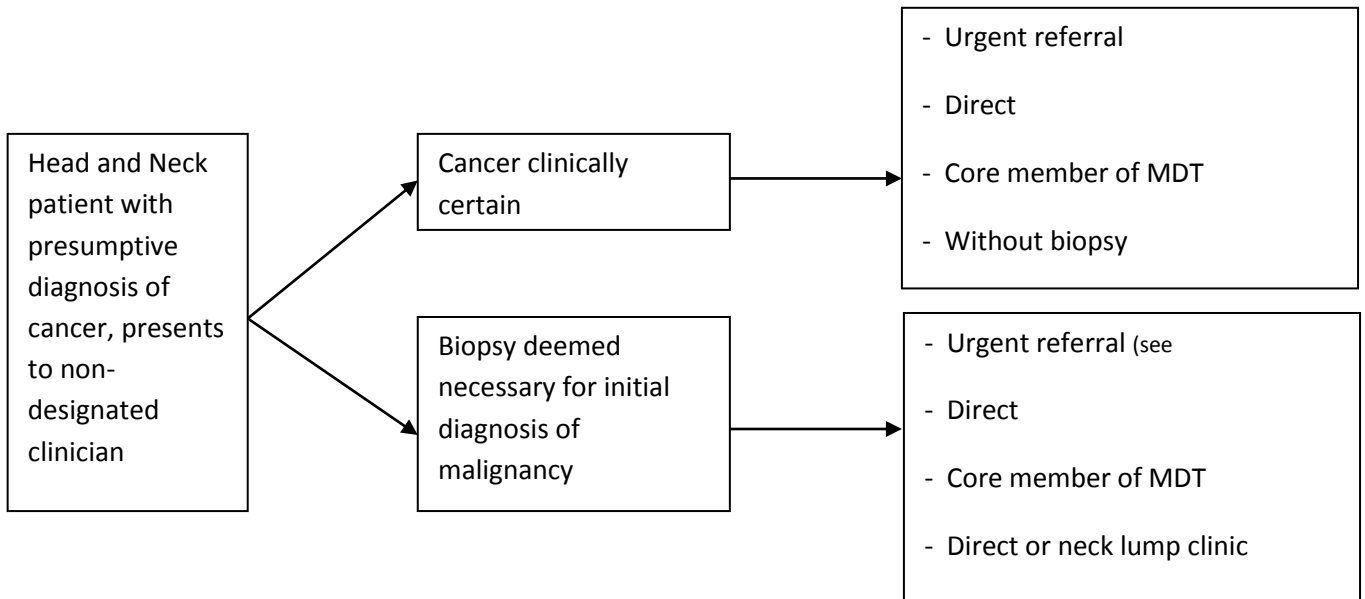 Head and Neck
patient with
presumptive
diagnosis of
cancer, presents
to non-
designated
clinician
Cancer clinically
certain
- Urgent referral
- Direct
- Core member of MDT
- Without biopsy
Biopsy deemed
necessary for initial
diagnosis of
malignancy
- Urgent referral (see
- Direct
- Core member of MDT
- Direct or neck lump clinic